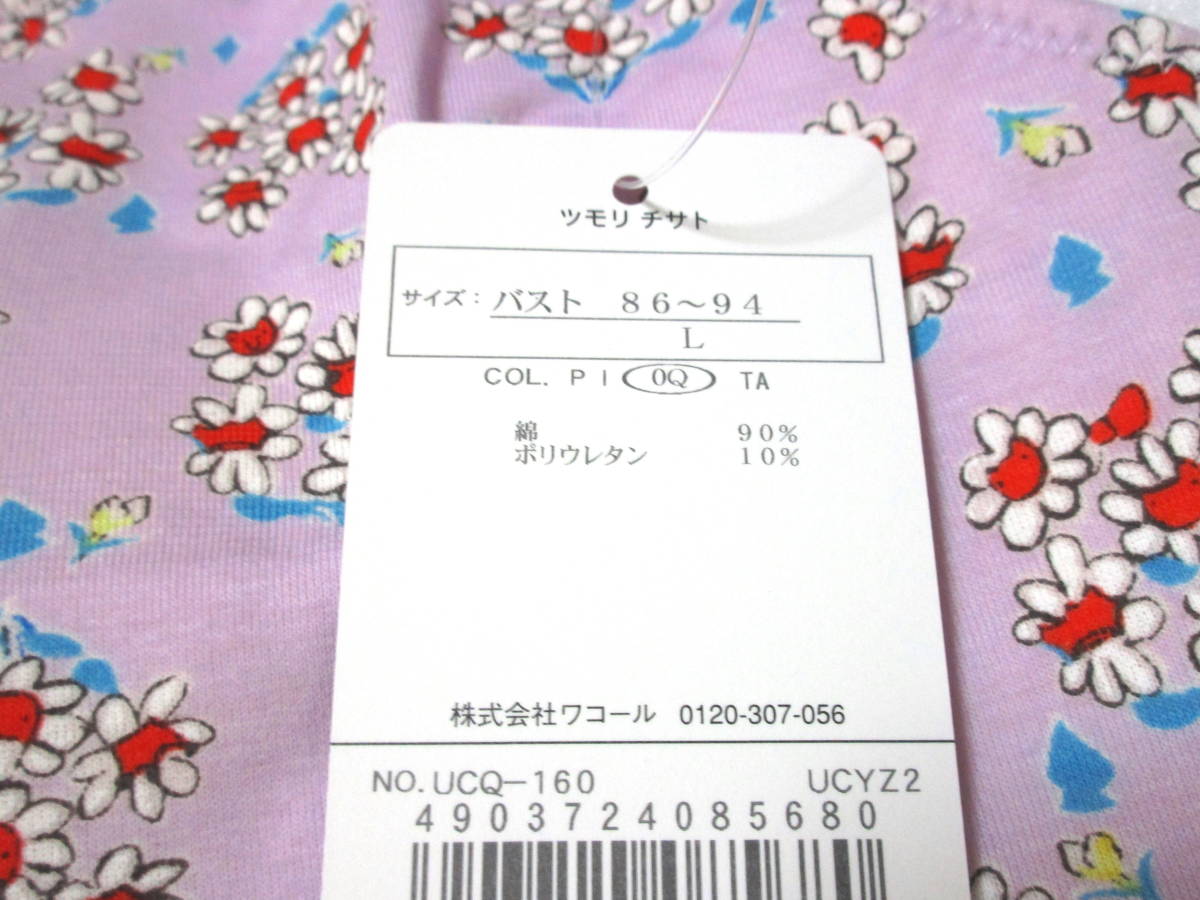 ツモリ チサト
サイズ: バスト ８６～９４
L
COL. PI 0Q TA
綿 ９０％
ポリウレタン １０％
株式会社ワコール 0120-307-056
NO. UCQ-160 UCYZ2
4903724085680